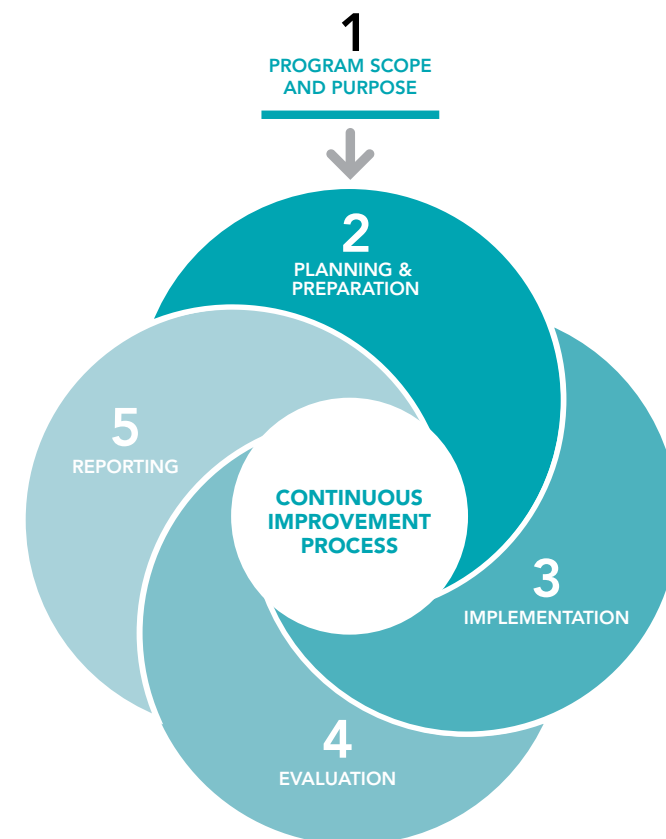 1
PROGRAM SCOPE
AND PURPOSE
2
PLANNING &
PREPARATION
3
IMPLEMENTATION
4
EVALUATION
5
REPORTING
CONTINUOUS
IMPROVEMENT
PROCESS